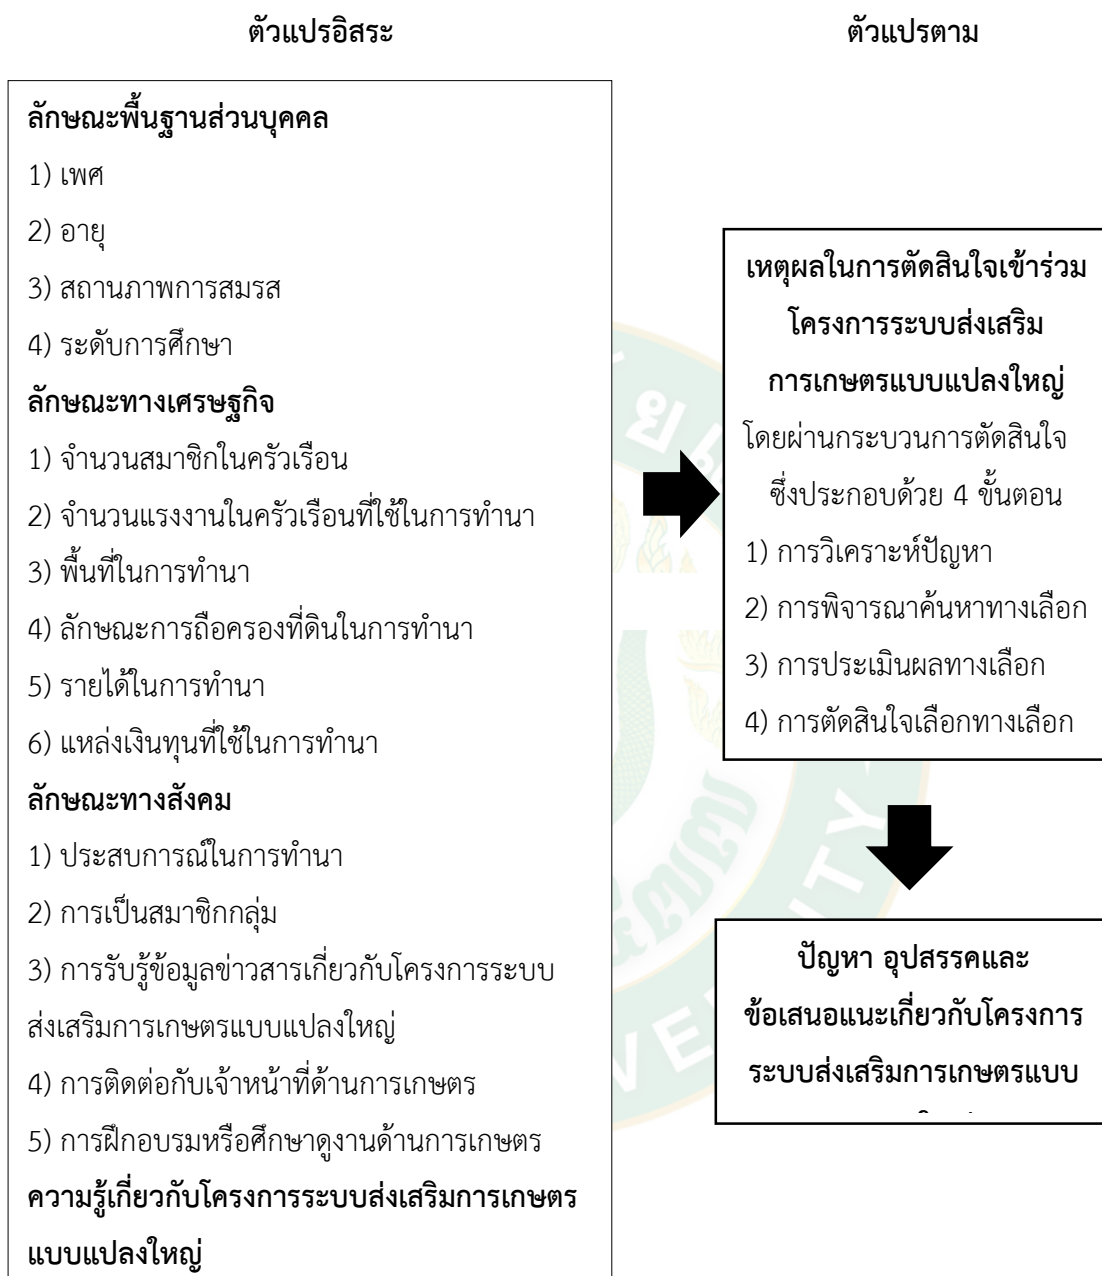 ตัวแปรอิสระ
ตัวแปรตาม
ลักษณะพื้นฐานส่วนบุคคล
1) เพศ
2) อายุ
3) สถานภาพการสมรส
4) ระดับการศึกษา
ลักษณะทางเศรษฐกิจ
1) จำนวนสมาชิกในครัวเรือน
2) จำนวนแรงงานในครัวเรือนที่ใช้ในการทำนา
3) พื้นที่ในการทำนา
4) ลักษณะการถือครองที่ดินในการทำนา
5) รายได้ในการทำนา
6) แหล่งเงินทุนที่ใช้ในการทำนา
ลักษณะทางสังคม
1) ประสบการณ์ในการทำนา
2) การเป็นสมาชิกกลุ่ม
3) การรับรู้ข้อมูลข่าวสารเกี่ยวกับโครงการระบบ
ส่งเสริมการเกษตรแบบแปลงใหญ่
4) การติดต่อกับเจ้าหน้าที่ด้านการเกษตร
5) การฝึกอบรมหรือศึกษาดูงานด้านการเกษตร
ความรู้เกี่ยวกับโครงการระบบส่งเสริมการเกษตร
แบบแปลงใหญ่
เหตุผลในการตัดสินใจเข้าร่วม
โครงการระบบส่งเสริม
การเกษตรแบบแปลงใหญ่
โดยผ่านกระบวนการตัดสินใจ
ซึ่งประกอบด้วย 4 ขั้นตอน
1) การวิเคราะห์ปัญหา
2) การพิจารณาค้นหาทางเลือก
3) การประเมินผลทางเลือก
4) การตัดสินใจเลือกทางเลือก
ปัญหา อุปสรรคและ
ข้อเสนอแนะเกี่ยวกับโครงการ
ระบบส่งเสริมการเกษตรแบบ